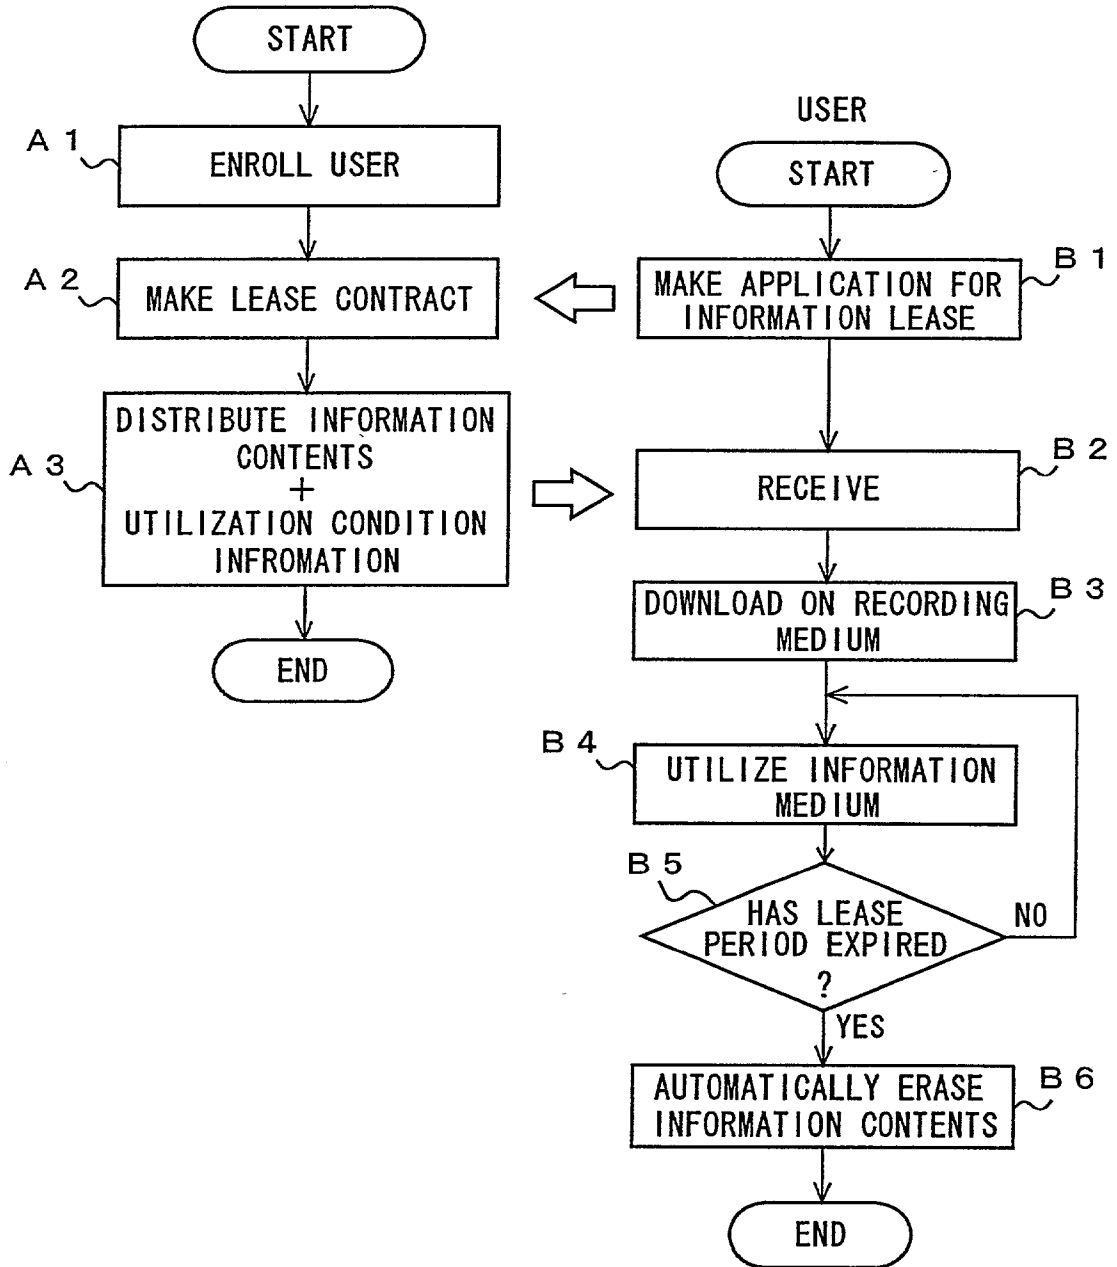 START
A 1
ENROLL USER
A 2
MAKE LEASE CONTRACT
A 3
DISTRIBUTE INFORMATION
CONTENTS
+
UTILIZATION CONDITION
INFROMATION
END
USER
START
B 1
MAKE APPLICATION FOR
INFORMATION LEASE
B 2
RECEIVE
B 3
DOWNLOAD ON RECORDING
MEDIUM
B 4
UTILIZE INFORMATION
MEDIUM
B 5
HAS LEASE
PERIOD EXPIRED
?
NO
YES
B 6
AUTOMATICALLY ERASE
INFORMATION CONTENTS
END